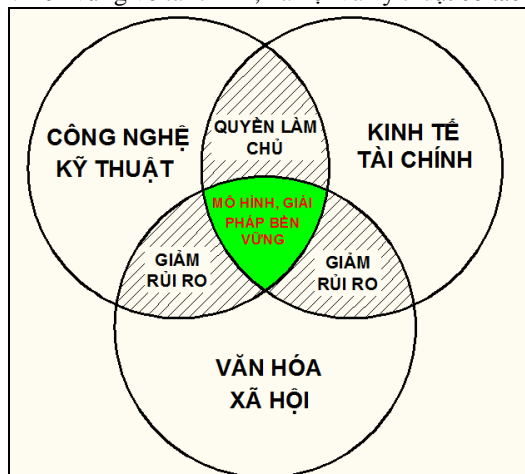 CÔNG NGHỆ
KỸ THUẬT
QUYỀN LÀM
CHỦ
KINH TẾ
TÀI CHÍNH
MÔ HÌNH, GIẢI
PHÁP BỀN
VỮNG
GIẢM
RỦI RO
GIẢM
RỦI RO
VĂN HÓA
XÃ HỘI